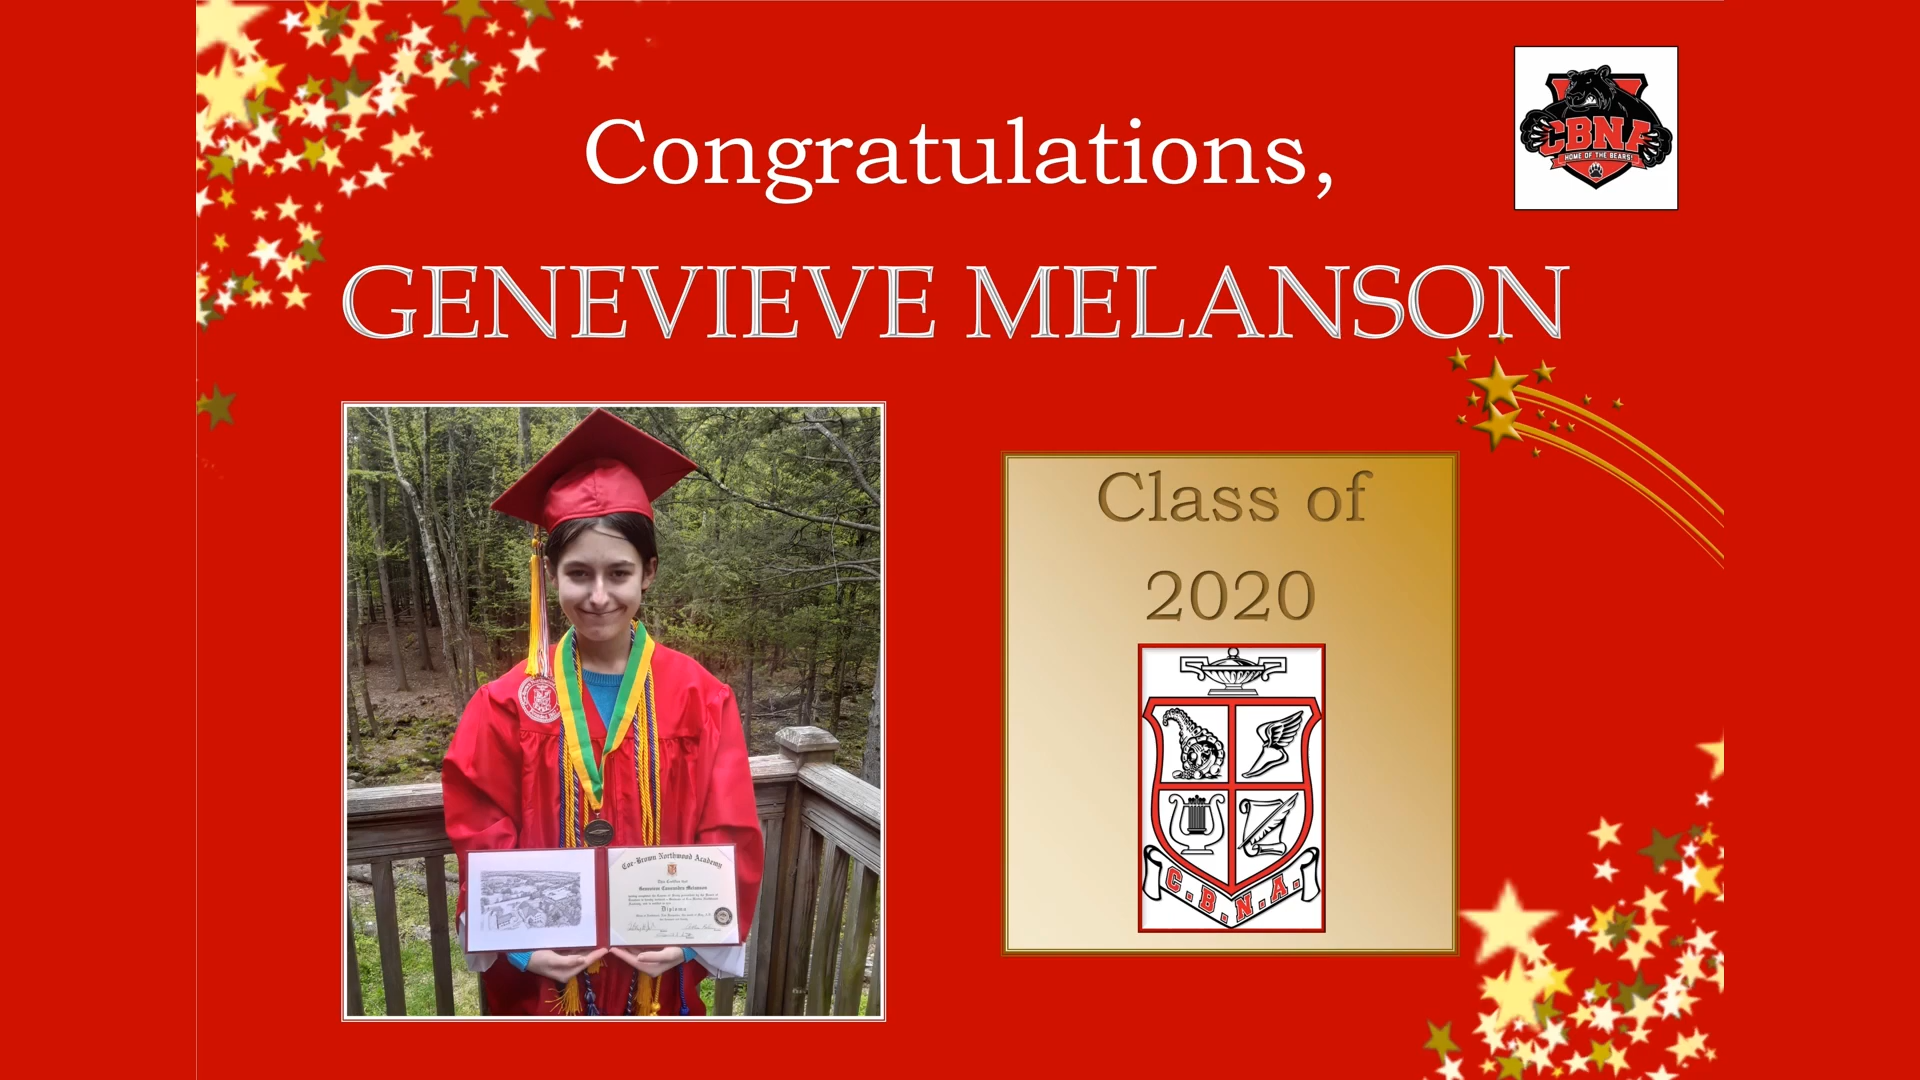 Congratulations,
GENEVIEVE MELANSON
CBNA
HOME OF THE BEARS!
Class of
2020
Coe-Brown Northwood Academy
Diploma
C.B.N.A.